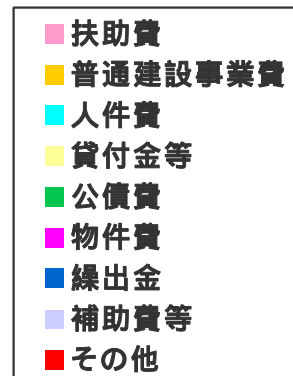 扶助費
普通建設事業費
人件費
貸付金等
公債費
物件費
繰出金
補助費等
その他